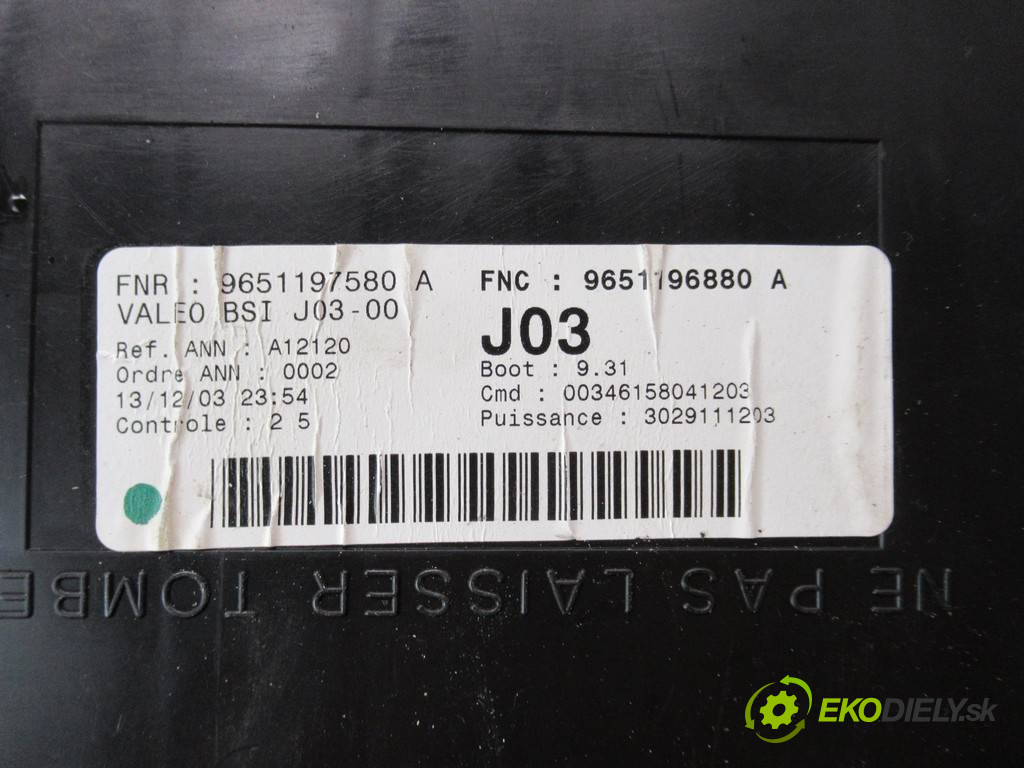 FNR : 9651197580 A
VALEO BSI J03-00
Ref. ANN : A12120
Ordre ANN : 0002
13/12/03 23:54
Controle : 2 5
FNC : 9651196880 A
J03
Boot : 9.31
Cmd : 00346158041203
Puissance : 3029111203
NE PAS LAISSER TOMBE
EKODIELY.sk